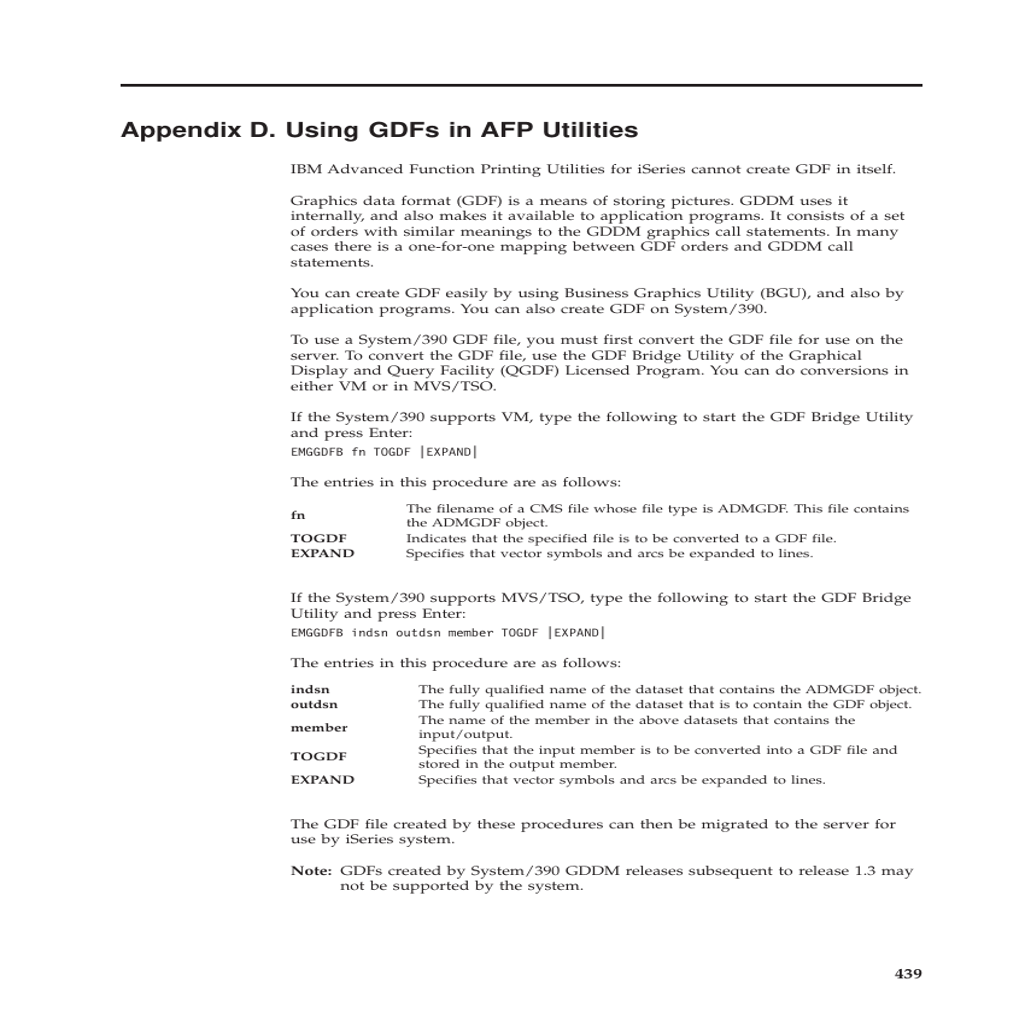 Appendix D. Using GDFs in AFP Utilities
IBM Advanced Function Printing Utilities for iSeries cannot create GDF in itself.
Graphics data format (GDF) is a means of storing pictures. GDDM uses it
internally, and also makes it available to application programs. It consists of a set
of orders with similar meanings to the GDDM graphics call statements. In many
cases there is a one-for-one mapping between GDF orders and GDDM call
statements.
You can create GDF easily by using Business Graphics Utility (BGU), and also by
application programs. You can also create GDF on System/390.
To use a System/390 GDF file, you must first convert the GDF file for use on the
server. To convert the GDF file, use the GDF Bridge Utility of the Graphical
Display and Query Facility (QGDF) Licensed Program. You can do conversions in
either VM or in MVS/TSO.
If the System/390 supports VM, type the following to start the GDF Bridge Utility
and press Enter:
EMGGDFB fn TOGDF |EXPAND|
The entries in this procedure are as follows:
fn The filename of a CMS file whose file type is ADMGDF. This file contains
the ADMGDF object.
TOGDF Indicates that the specified file is to be converted to a GDF file.
EXPAND Specifies that vector symbols and arcs be expanded to lines.
If the System/390 supports MVS/TSO, type the following to start the GDF Bridge
Utility and press Enter:
EMGGDFB indsn outdsn member TOGDF |EXPAND|
The entries in this procedure are as follows:
indsn The fully qualified name of the dataset that contains the ADMGDF object.
outdsn The fully qualified name of the dataset that is to contain the GDF object.
member The name of the member in the above datasets that contains the
input/output.
TOGDF Specifies that the input member is to be converted into a GDF file and
stored in the output member.
EXPAND Specifies that vector symbols and arcs be expanded to lines.
The GDF file created by these procedures can then be migrated to the server for
use by iSeries system.
Note: GDFs created by System/390 GDDM releases subsequent to release 1.3 may
not be supported by the system.
439